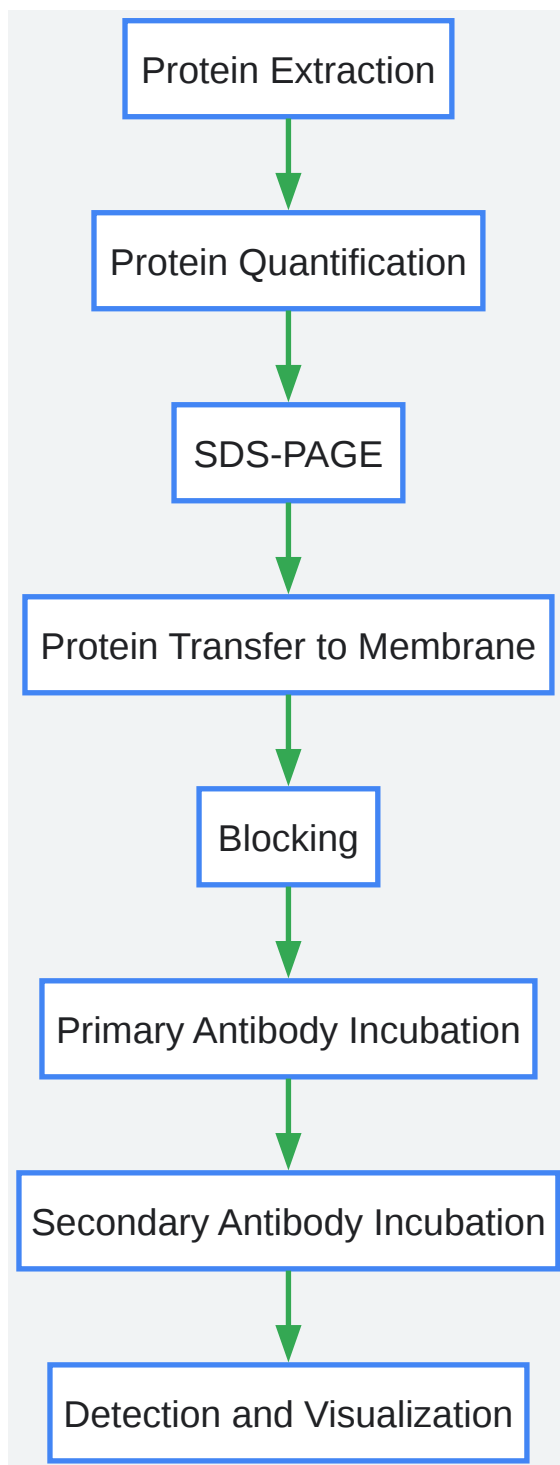 Protein Extraction
Protein Quantification
SDS-PAGE
Protein Transfer to Membrane
Blocking
Primary Antibody Incubation
Secondary Antibody Incubation
Detection and Visualization